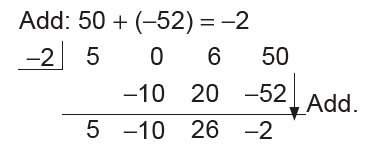 Add: 50 + (–52) = –2
–2 5 0 6 50
–10 20 –52 Add.
5 –10 26 –2